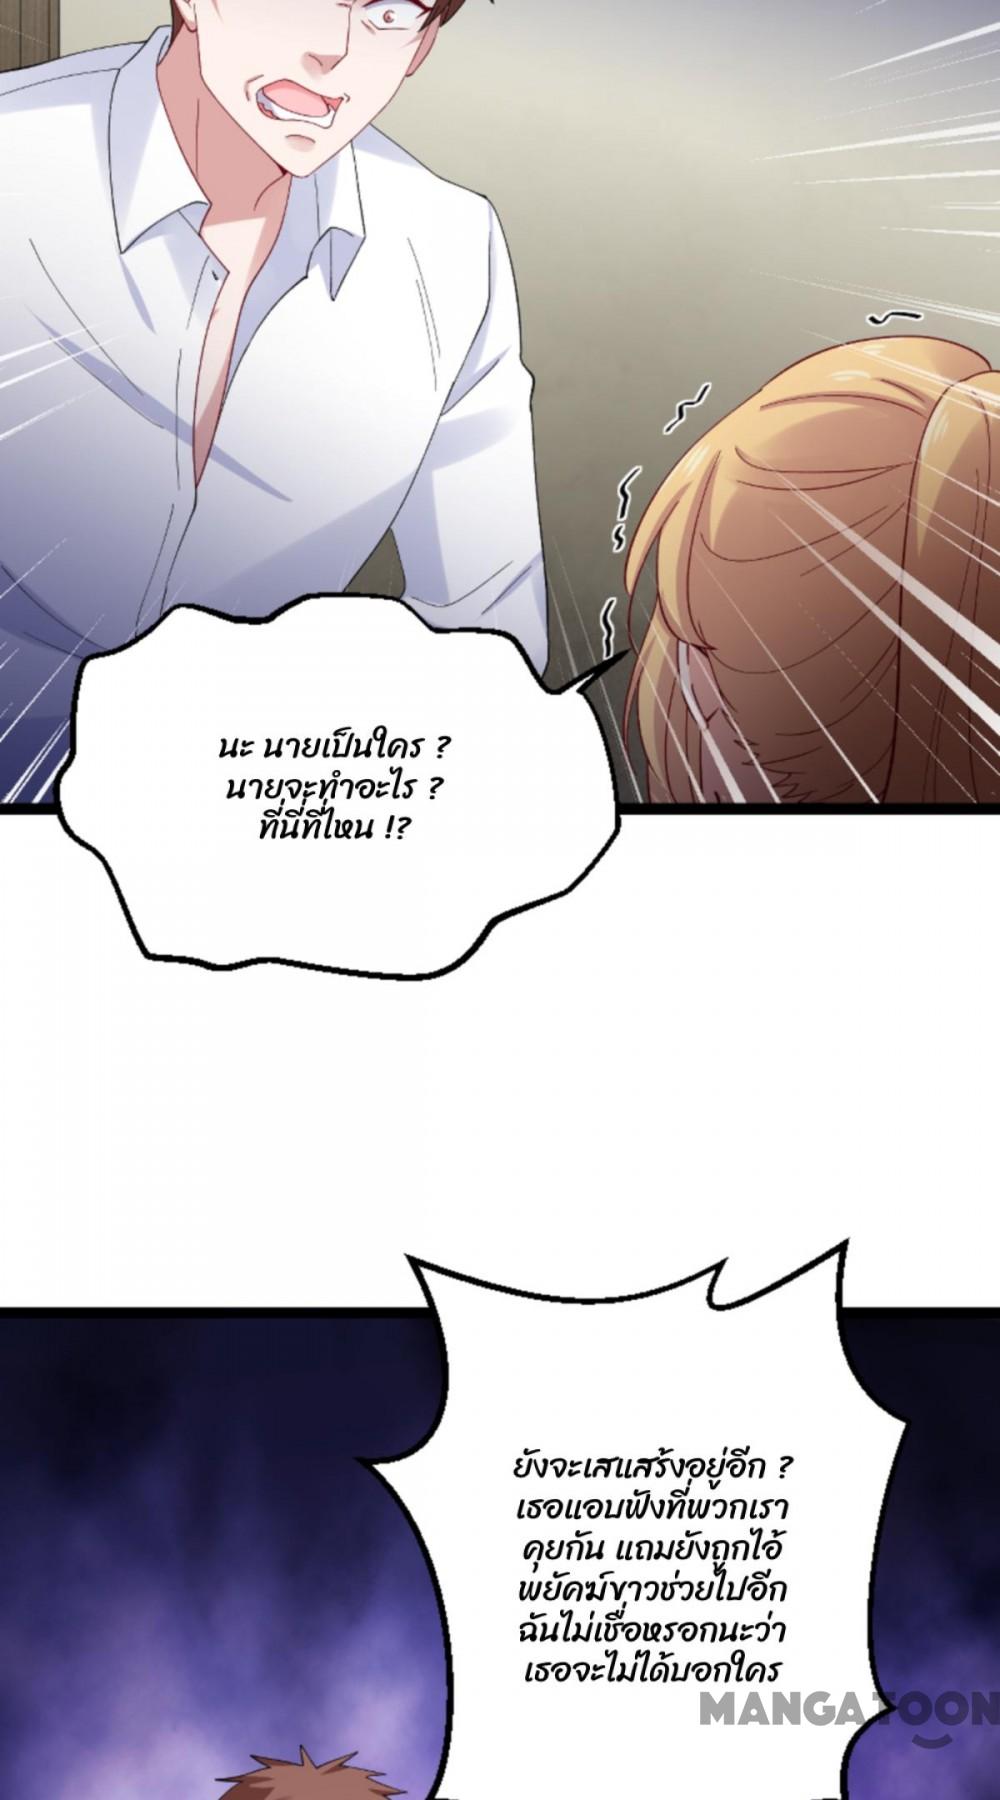 นะ นายเป็นใคร ?
นายจะทำอะไร ?
ที่นี่ที่ไหน !?
ยังจะเสแสร้งอยู่อีก ?
เธอแอบฟังที่พวกเรา
คุยกัน แถมยังถูกไอ้
พยัคฆ์ขาวช่วยไปอีก
ฉันไม่เชื่อหรอกนะว่า
เธอจะไม่ได้บอกใคร
MANGATOON